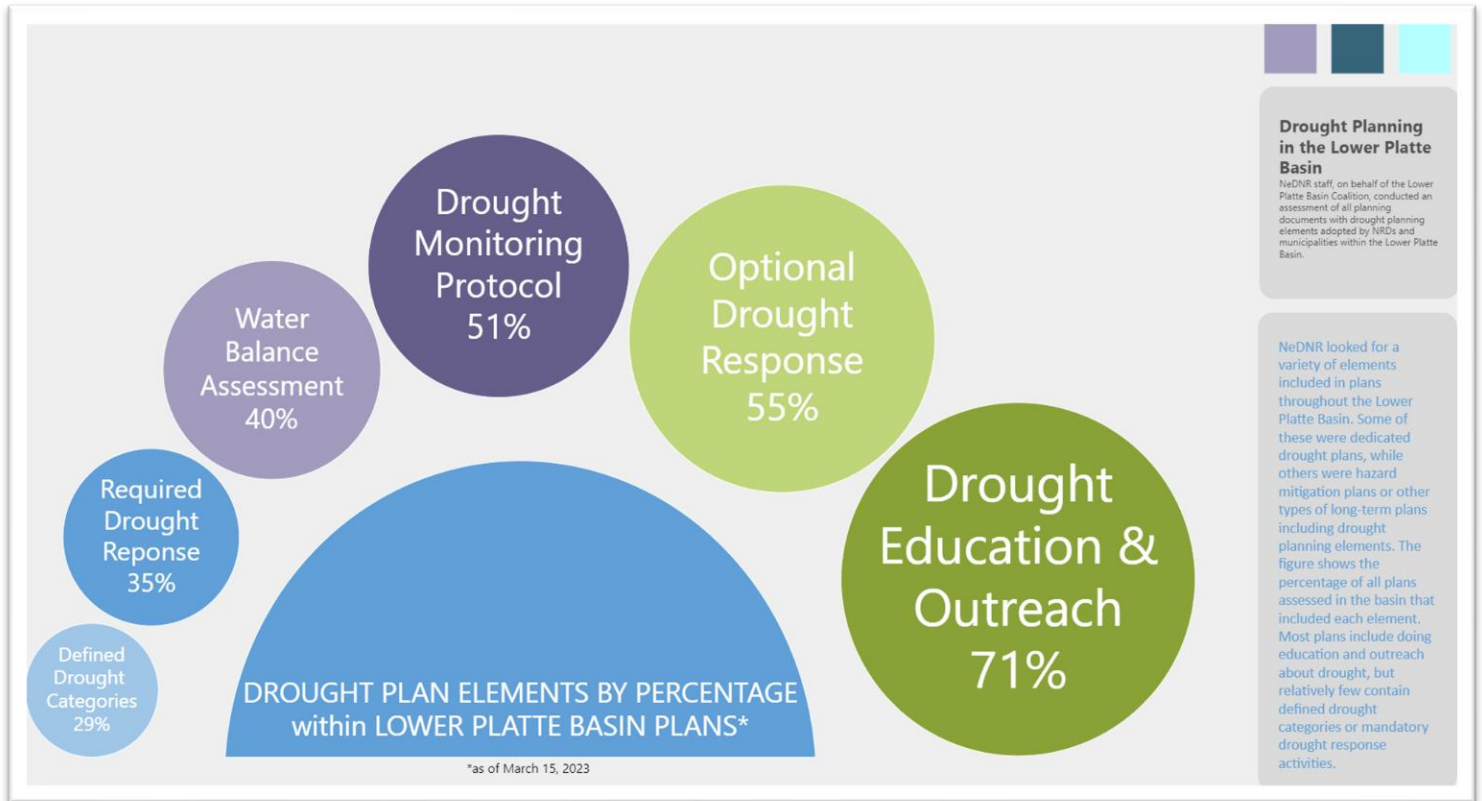 Drought
Monitoring
Protocol
51%
Optional
Drought
Response
55%
Water
Balance
Assessment
40%
Drought
Education &
Outreach
71%
Required
Drought
Reponse
35%
Defined
Drought
Categories
29%
DROUGHT PLAN ELEMENTS BY PERCENTAGE
within LOWER PLATTE BASIN PLANS*
*as of March 15, 2023
Drought Planning
in the Lower Platte
Basin
NeDNR staff, on behalf of the Lower
Platte Basin Coalition, conducted an
assessment of all planning
documents with drought planning
elements adopted by NRDs and
municipalities within the Lower Platte
Basin.
NeDNR looked for a
variety of elements
included in plans
throughout the Lower
Platte Basin. Some of
these were dedicated
drought plans, while
others were hazard
mitigation plans or other
types of long-term plans
including drought
planning elements. The
figure shows the
percentage of all plans
assessed in the basin that
included each element.
Most plans include doing
education and outreach
about drought, but
relatively few contain
defined drought
categories or mandatory
drought response
activities.